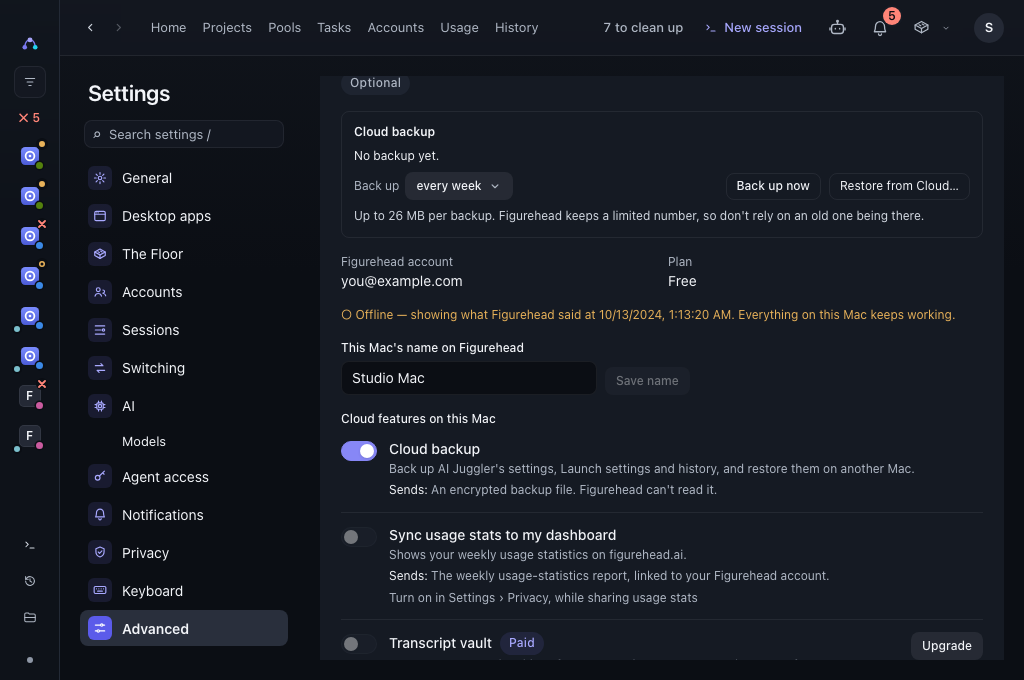 Home Projects Pools Tasks Accounts Usage History 7 to clean up New session 5 S
5
F
F
Settings
Search settings /
General
Desktop apps
The Floor
Accounts
Sessions
Switching
AI
Models
Agent access
Notifications
Privacy
Keyboard
Advanced
Optional
Cloud backup
No backup yet.
Back up every week Back up now Restore from Cloud...
Up to 26 MB per backup. Figurehead keeps a limited number, so don't rely on an old one being there.
Figurehead account Plan
you@example.com Free
Offline — showing what Figurehead said at 10/13/2024, 1:13:20 AM. Everything on this Mac keeps working.
This Mac's name on Figurehead
Studio Mac Save name
Cloud features on this Mac
Cloud backup
Back up AI Juggler's settings, Launch settings and history, and restore them on another Mac.
Sends: An encrypted backup file. Figurehead can't read it.
Sync usage stats to my dashboard
Shows your weekly usage statistics on figurehead.ai.
Sends: The weekly usage-statistics report, linked to your Figurehead account.
Turn on in Settings › Privacy, while sharing usage stats
Transcript vault Paid Upgrade